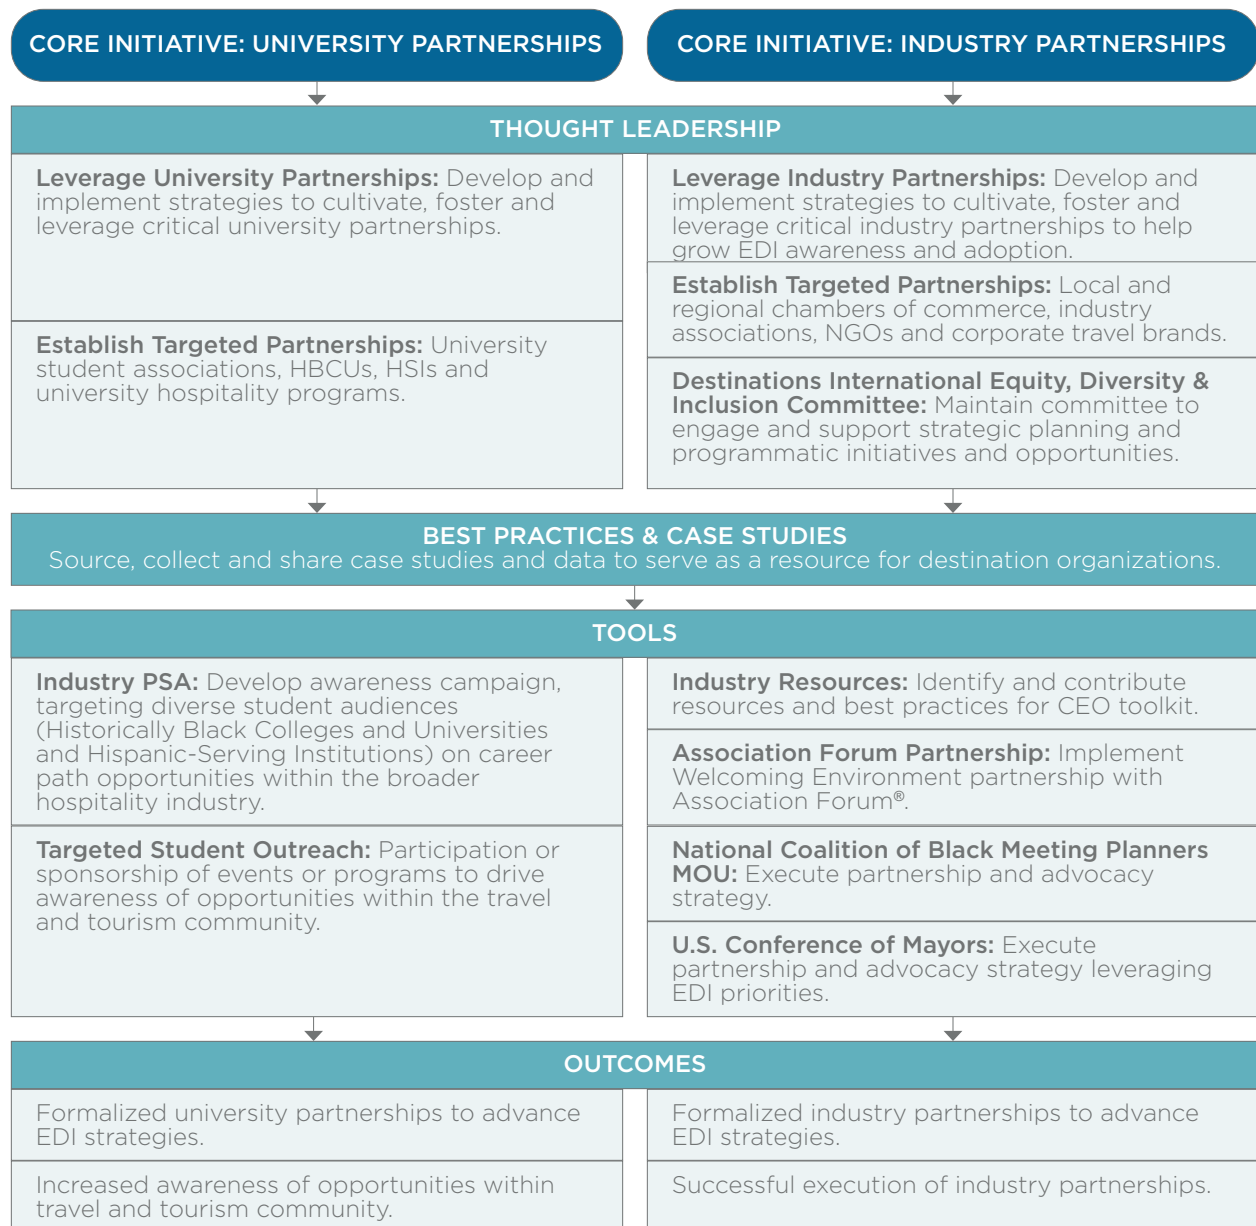 CORE INITIATIVE: UNIVERSITY PARTNERSHIPS
CORE INITIATIVE: INDUSTRY PARTNERSHIPS
THOUGHT LEADERSHIP
Leverage University Partnerships: Develop and
implement strategies to cultivate, foster and
leverage critical university partnerships.
Establish Targeted Partnerships: University
student associations, HBCUs, HSIs and
university hospitality programs.
Leverage Industry Partnerships: Develop and
implement strategies to cultivate, foster and
leverage critical industry partnerships to help
grow EDI awareness and adoption.
Establish Targeted Partnerships: Local and
regional chambers of commerce, industry
associations, NGOs and corporate travel brands.
Destinations International Equity, Diversity &
Inclusion Committee: Maintain committee to
engage and support strategic planning and
programmatic initiatives and opportunities.
BEST PRACTICES & CASE STUDIES
Source, collect and share case studies and data to serve as a resource for destination organizations.
TOOLS
Industry PSA: Develop awareness campaign,
targeting diverse student audiences
(Historically Black Colleges and Universities
and Hispanic-Serving Institutions) on career
path opportunities within the broader
hospitality industry.
Targeted Student Outreach: Participation or
sponsorship of events or programs to drive
awareness of opportunities within the travel
and tourism community.
Industry Resources: Identify and contribute
resources and best practices for CEO toolkit.
Association Forum Partnership: Implement
Welcoming Environment partnership with
Association Forum®.
National Coalition of Black Meeting Planners
MOU: Execute partnership and advocacy
strategy.
U.S. Conference of Mayors: Execute
partnership and advocacy strategy leveraging
EDI priorities.
OUTCOMES
Formalized university partnerships to advance
EDI strategies.
Increased awareness of opportunities within
travel and tourism community.
Formalized industry partnerships to advance
EDI strategies.
Successful execution of industry partnerships.